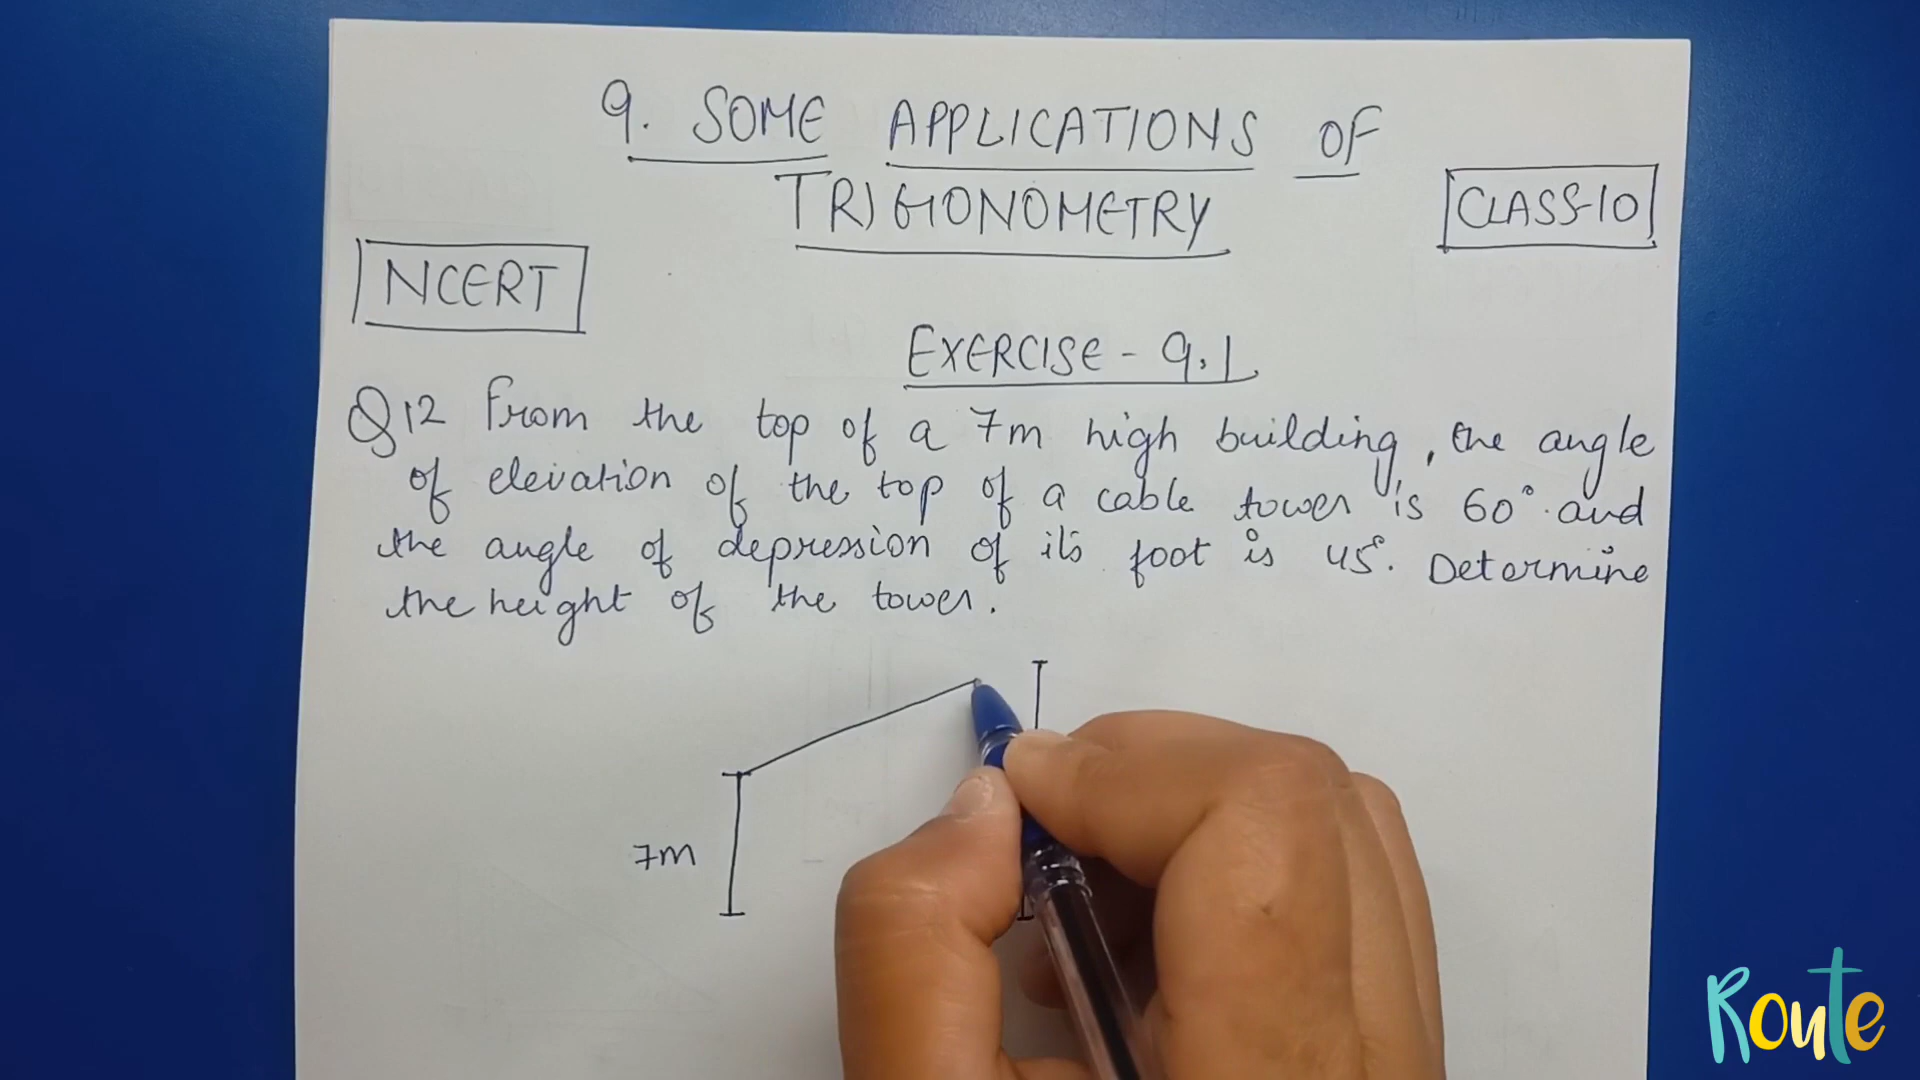 9. SOME APPLICATIONS OF
TRIGONOMETRY
CLASS-10
NCERT
EXERCISE - 9.1
Q12 From the top of a 7m high building, the angle
of elevation of the top of a cable tower is 60° and
the angle of depression of its foot is 45°. Determine
the height of the tower.
7m
Route